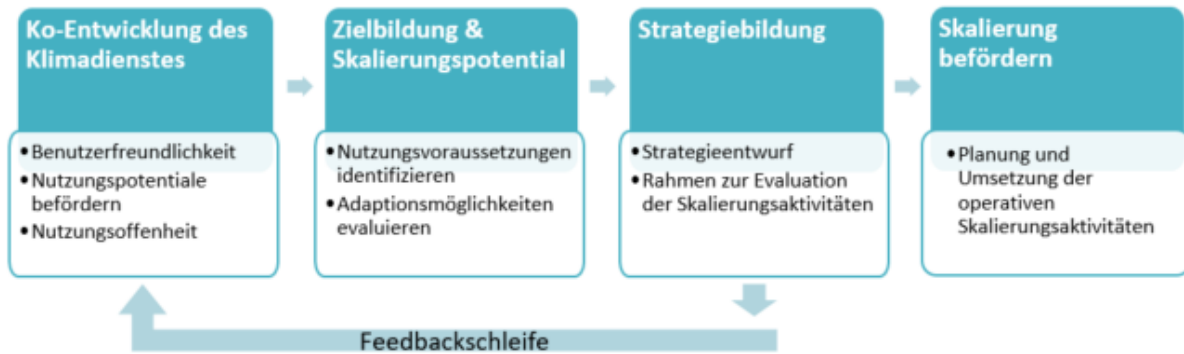 Ko-Entwicklung des
Klimadienstes
• Benutzerfreundlichkeit
• Nutzungspotentiale
befördern
• Nutzungsoffenheit
Zielbildung &
Skalierungspotential
• Nutzungsvoraussetzungen
identifizieren
• Adaptionsmöglichkeiten
evaluieren
Strategiebildung
• Strategieentwurf
• Rahmen zur Evaluation
der Skalierungsaktivitäten
Skalierung
befördern
• Planung und
Umsetzung der
operativen
Skalierungsaktivitäten
Feedbackschleife